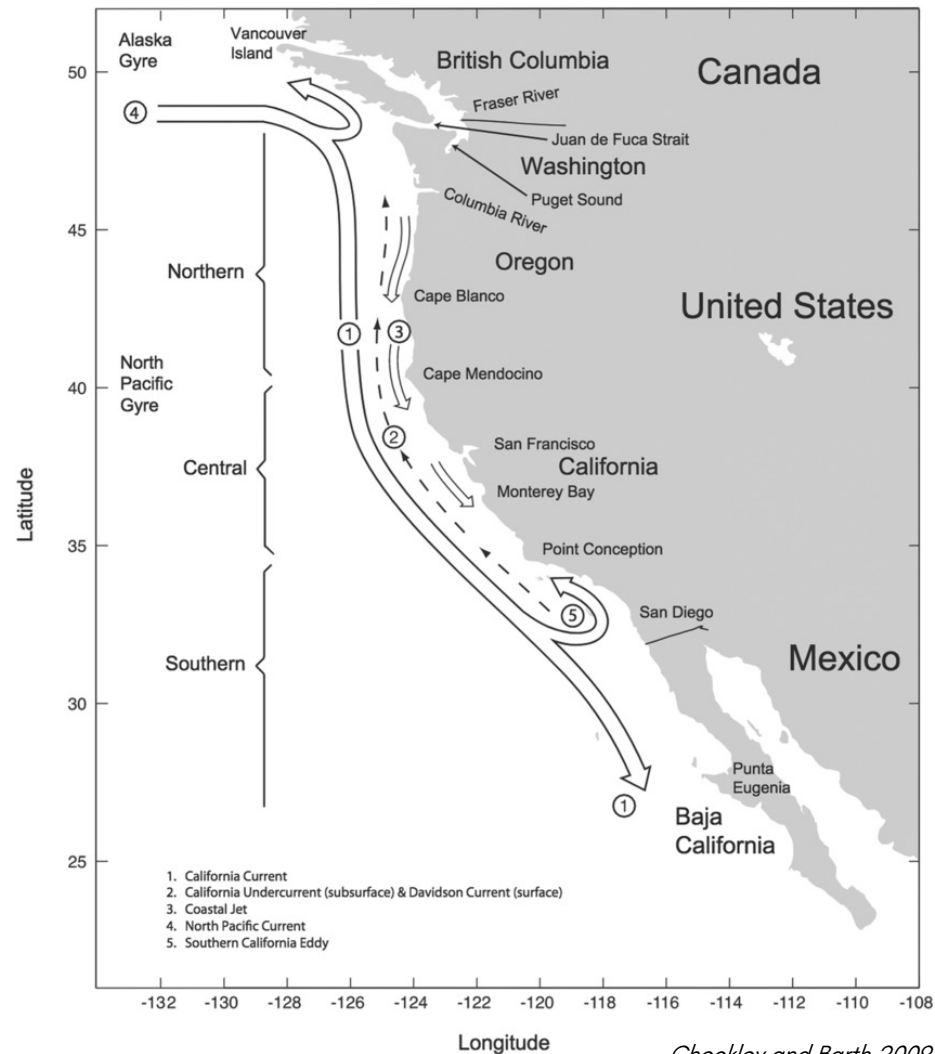 Alaska
Gyre
Vancouver
Island
British Columbia
Canada
Fraser River
Juan de Fuca Strait
Washington
Puget Sound
Columbia River
Oregon
Cape Blanco
United States
Cape Mendocino
San Francisco
California
Monterey Bay
Point Conception
San Diego
Mexico
Punta
Eugenia
Baja
California
Northern
North
Pacific
Gyre
Central
Southern
4
1
3
2
5
1
1. California Current
2. California Undercurrent (subsurface) & Davidson Current (surface)
3. Coastal Jet
4. North Pacific Current
5. Southern California Eddy
Latitude
50
45
40
35
30
25
-132 -130 -128 -126 -124 -122 -120 -118 -116 -114 -112 -110 -108
Longitude
Checkley and Barth 2009